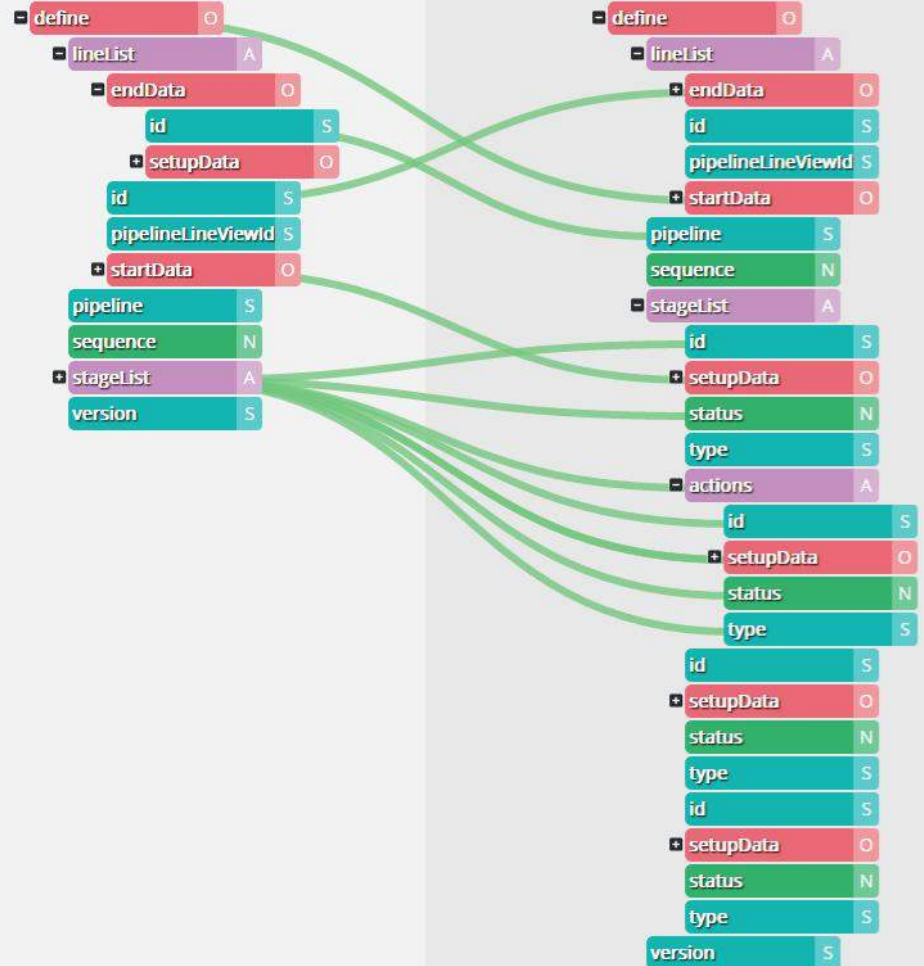 define O
lineList A
endData O
id S
setupData O
id S
pipelineLineViewId S
startData O
pipeline S
sequence N
stageList A
version S
define O
lineList A
endData O
id S
pipelineLineViewId S
startData O
pipeline S
sequence N
stageList A
id S
setupData O
status N
type S
actions A
id S
setupData O
status N
type S
id S
setupData O
status N
type S
id S
setupData O
status N
type S
version S